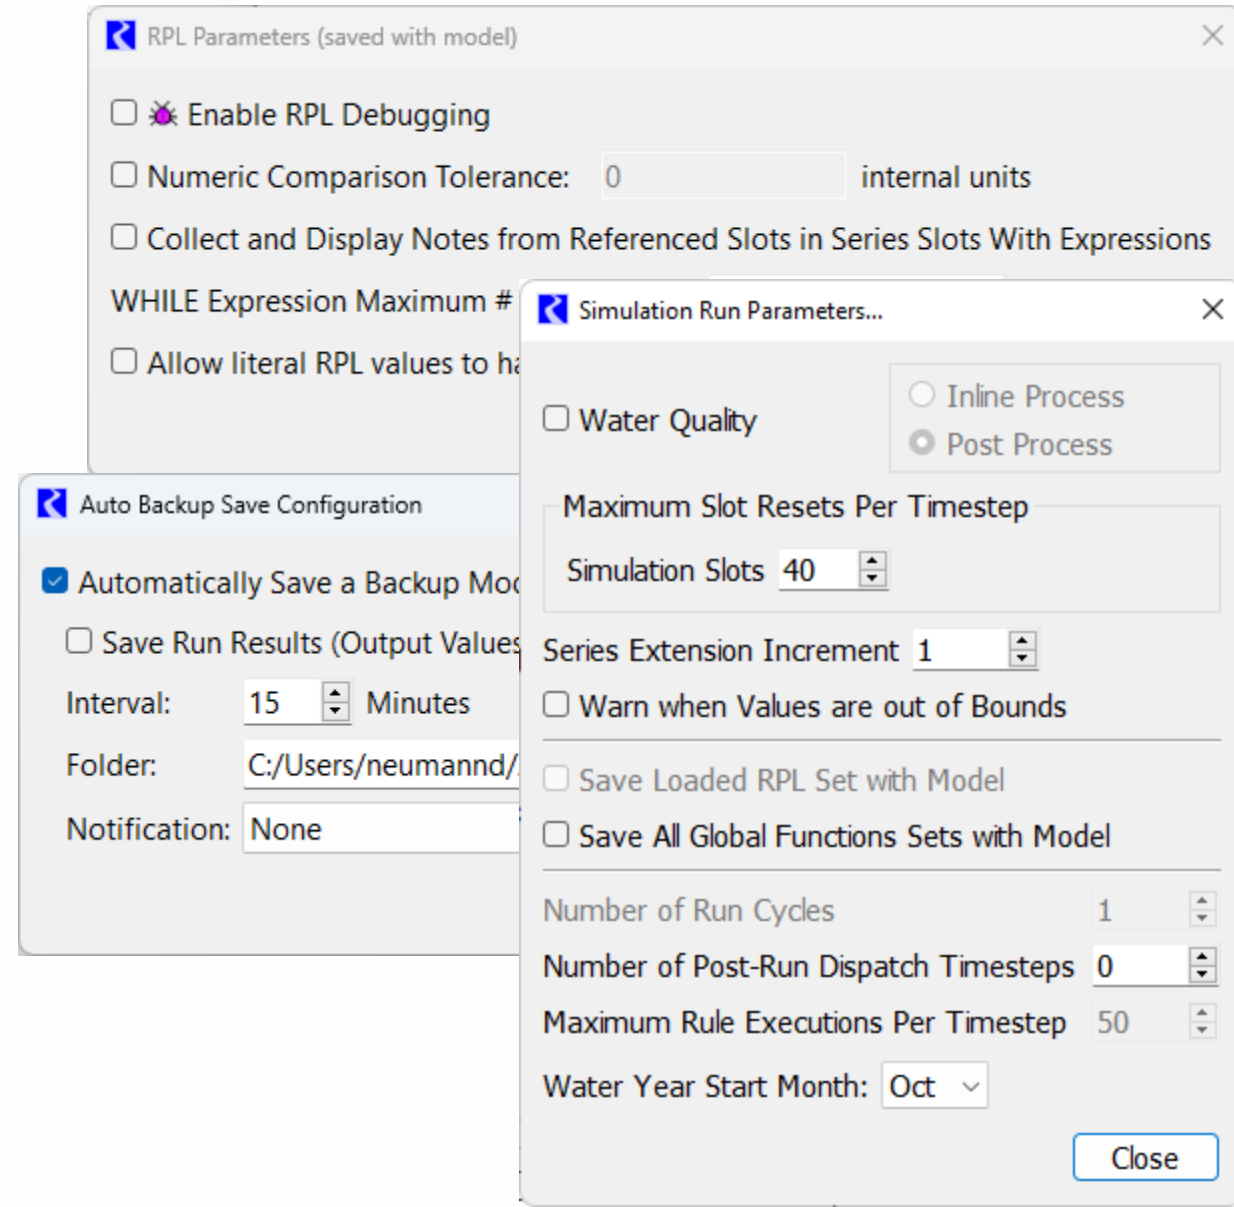 RPL Parameters (saved with model)
Enable RPL Debugging
Numeric Comparison Tolerance: 0 internal units
Collect and Display Notes from Referenced Slots in Series Slots With Expressions
WHILE Expression Maximum #
Allow literal RPL values to
Simulation Run Parameters...
Water Quality
Inline Process
Post Process
Maximum Slot Resets Per Timestep
Simulation Slots 40
Series Extension Increment 1
Warn when Values are out of Bounds
Save Loaded RPL Set with Model
Save All Global Functions Sets with Model
Number of Run Cycles 1
Number of Post-Run Dispatch Timesteps 0
Maximum Rule Executions Per Timestep 50
Water Year Start Month: Oct
Close
Auto Backup Save Configuration
Automatically Save a Backup
Save Run Results (Output Values
Interval: 15 Minutes
Folder: C:/Users/neumannd/
Notification: None